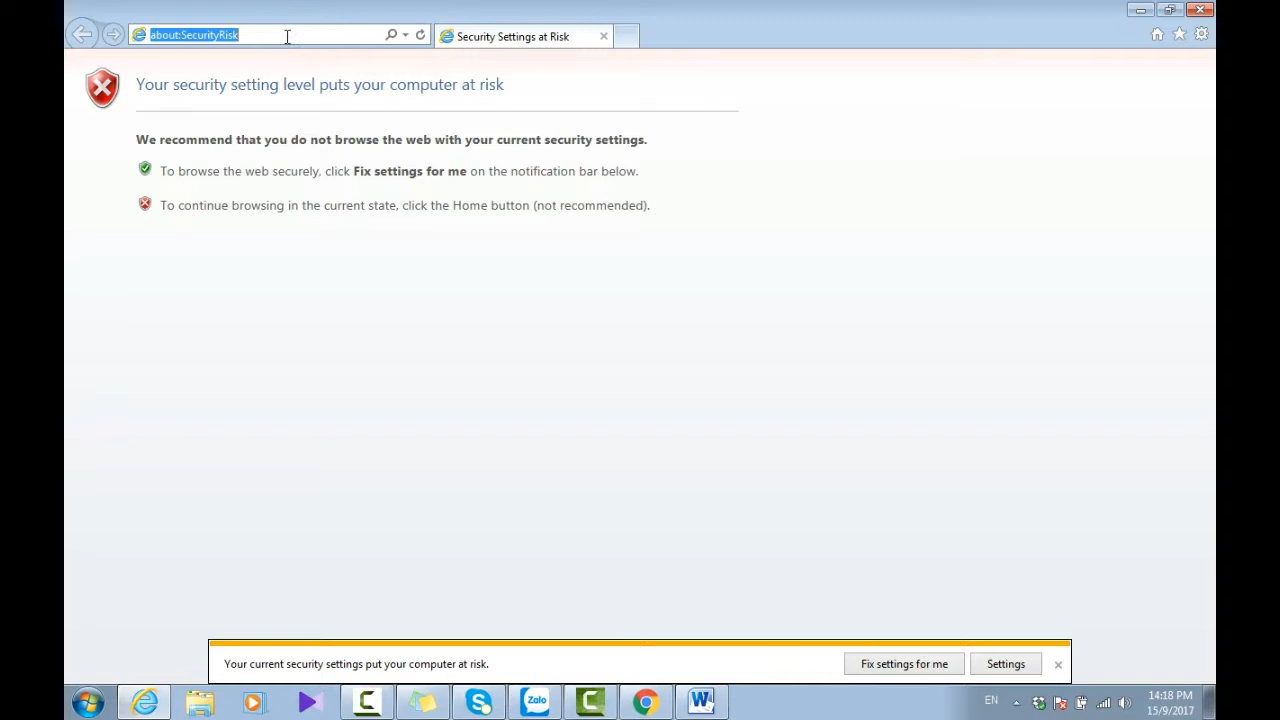 about:SecurityRisk
Security Settings at Risk
Your security setting level puts your computer at risk
We recommend that you do not browse the web with your current security settings.
To browse the web securely, click Fix settings for me on the notification bar below.
To continue browsing in the current state, click the Home button (not recommended).
Your current security settings put your computer at risk.
Fix settings for me
Settings
Zalo
EN
14:18 PM
15/9/2017